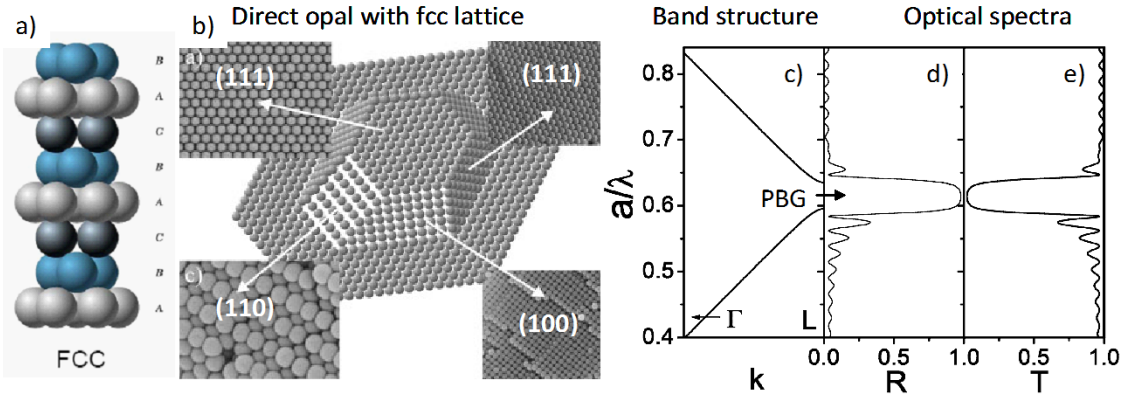 Direct opal with fcc lattice
Band structure
Optical spectra
a)
B
A
C
B
A
C
B
A
FCC
b)
a)
(111)
(111)
c)
(110)
(100)
c)
d)
e)
a/λ
0.8
0.7
0.6
0.5
0.4
PBG
Γ
L
0.0
0.5
1.0
0.5
1.0
k
R
T